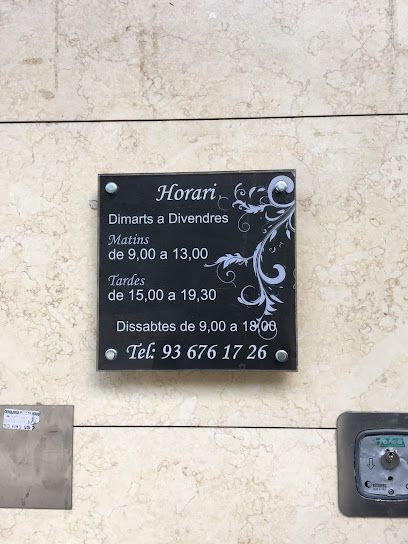 Horari
Dimarts a Divendres
Matins
de 9,00 a 13,00
Tardes
de 15,00 a 19,30
Dissabtes de 9,00 a 18,00
Tel: 93 676 17 26